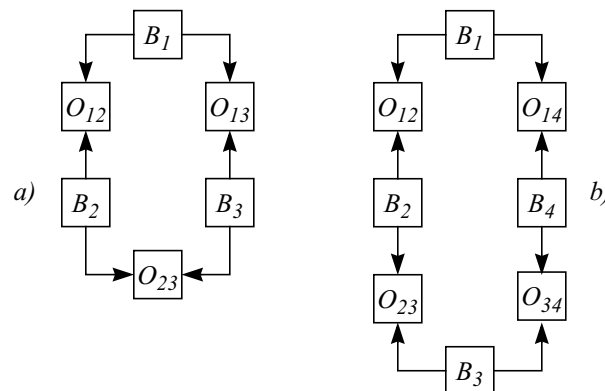 B₁ B₁
O₁₂ O₁₃ O₁₂ O₁₄
a) B₂ B₃ B₂ B₄ b)
O₂₃ O₂₃ O₃₄
B₃